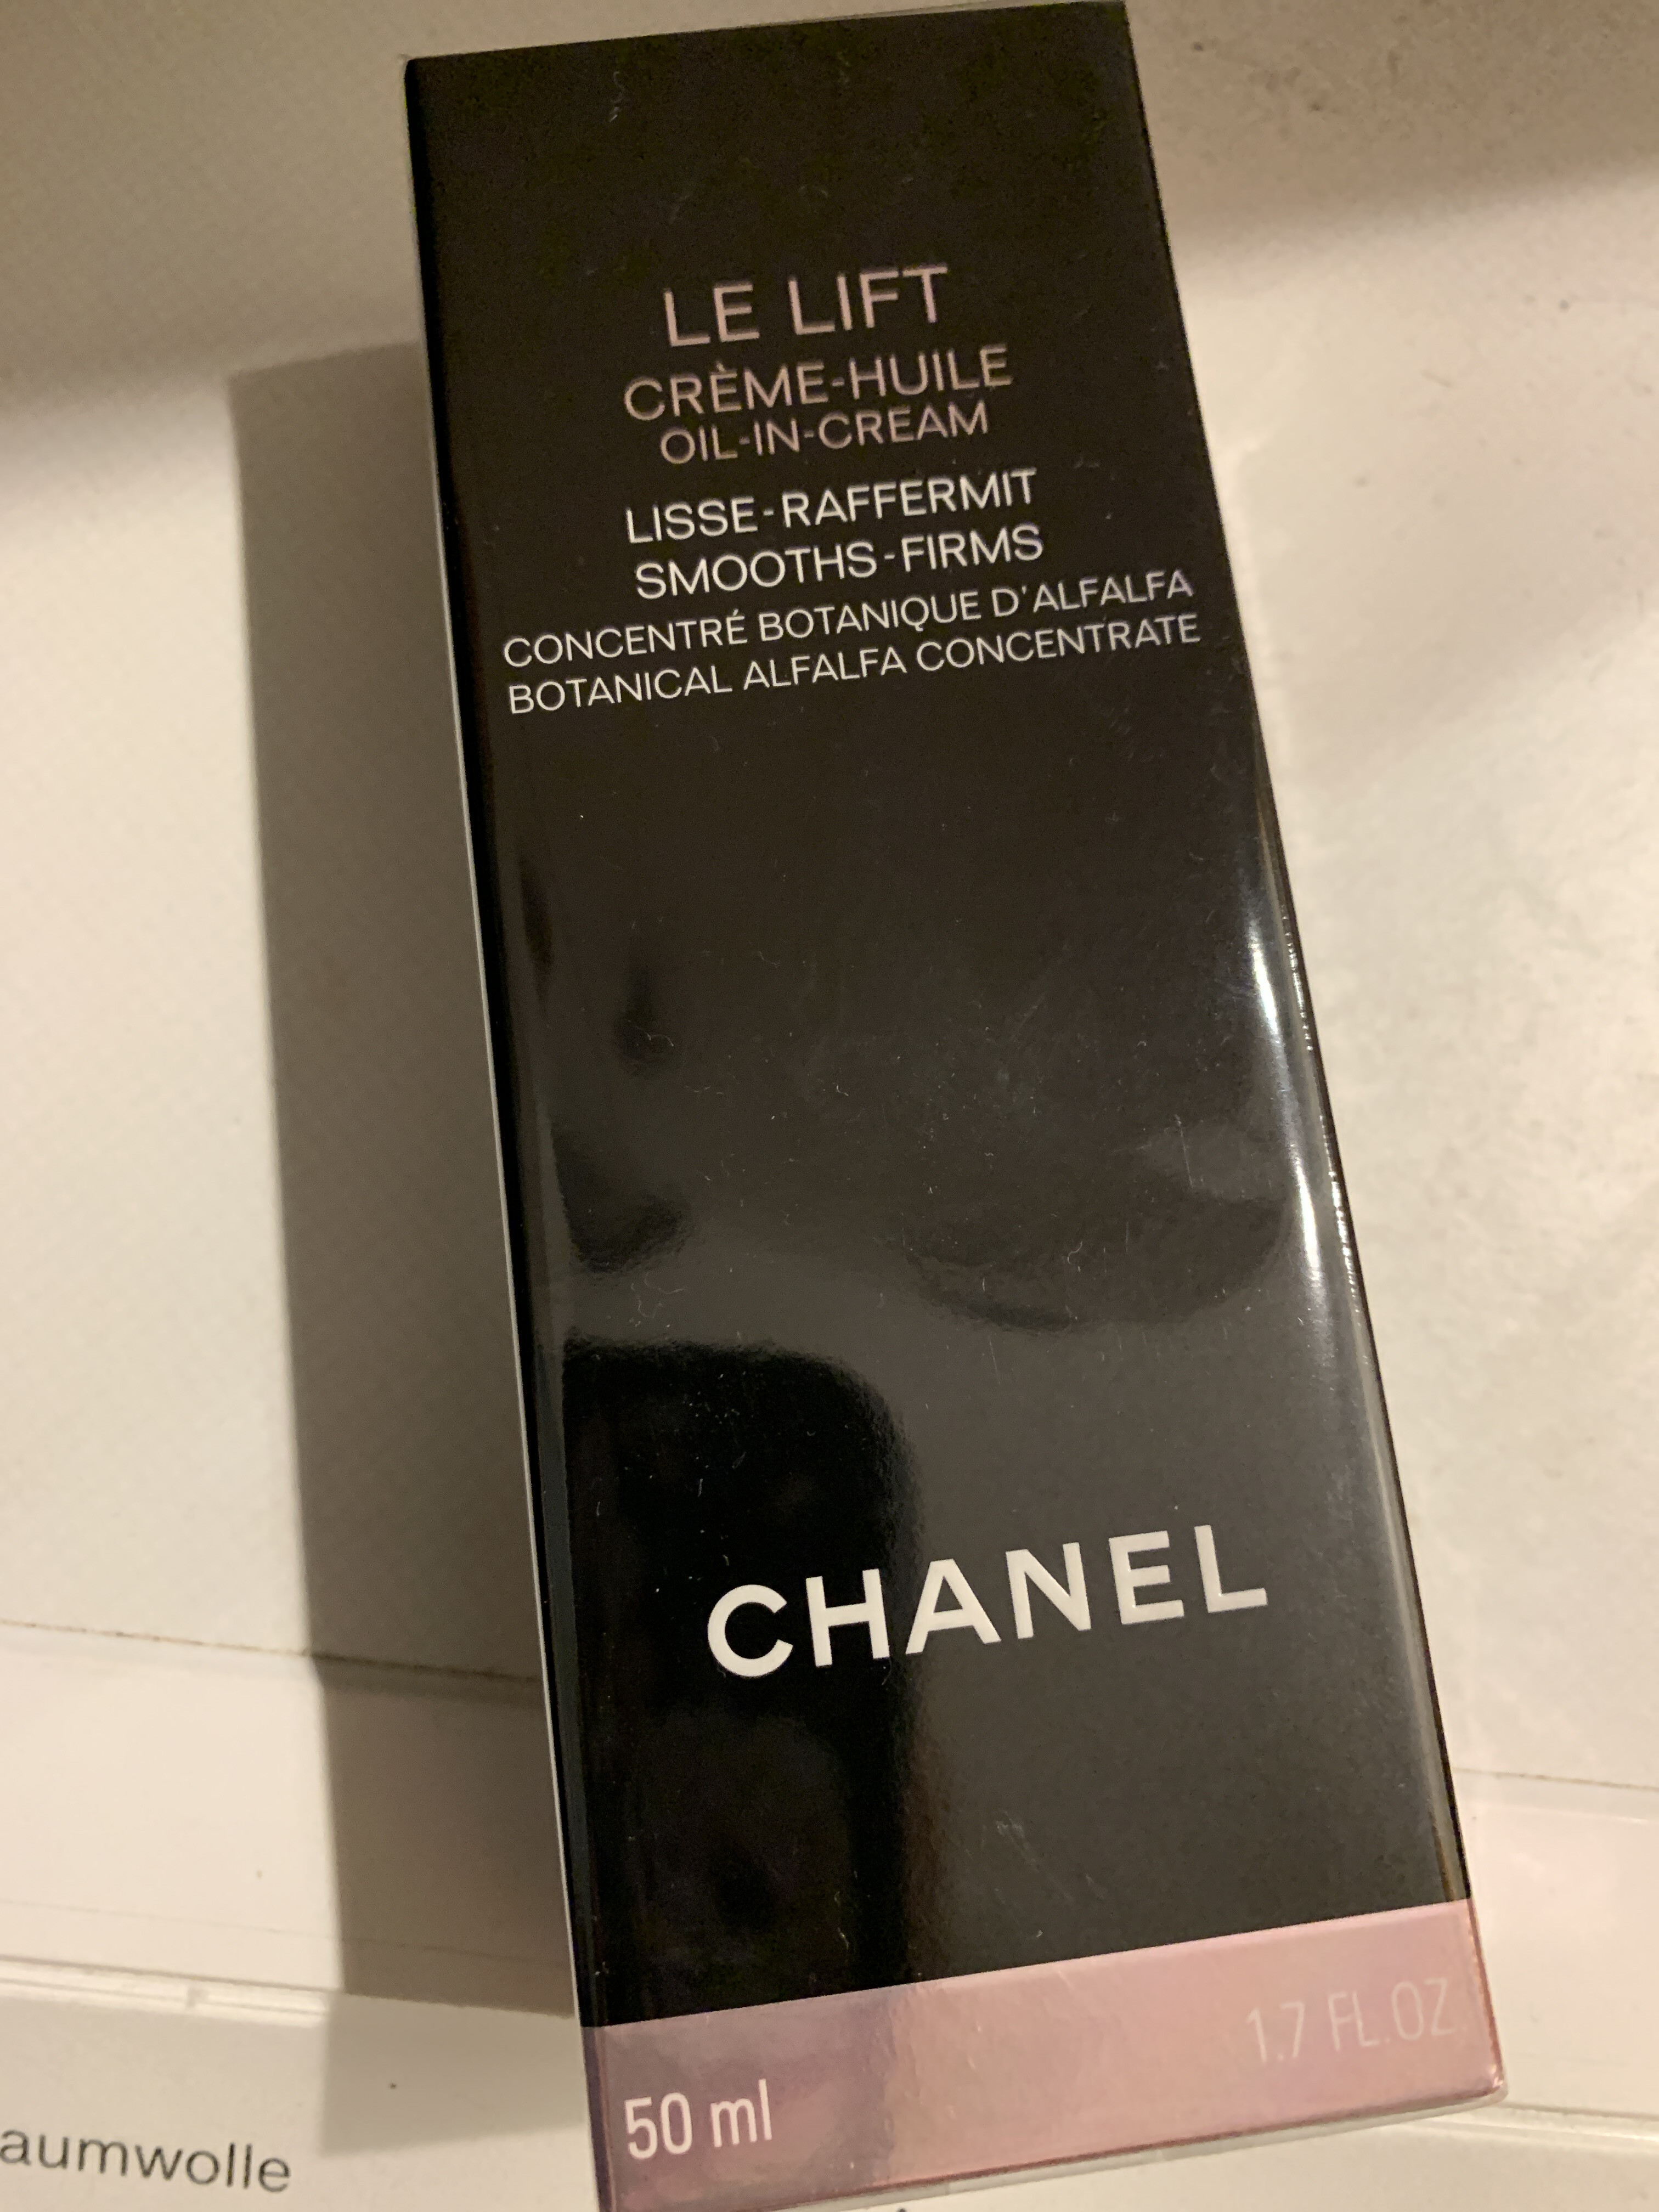 LE LIFT
CRÈME-HUILE
OIL-IN-CREAM
LISSE-RAFFERMIT
SMOOTHS-FIRMS
CONCENTRÉ BOTANIQUE D'ALFALFA
BOTANICAL ALFALFA CONCENTRATE
CHANEL
50 ml 1.7 FL.OZ.
aumwolle